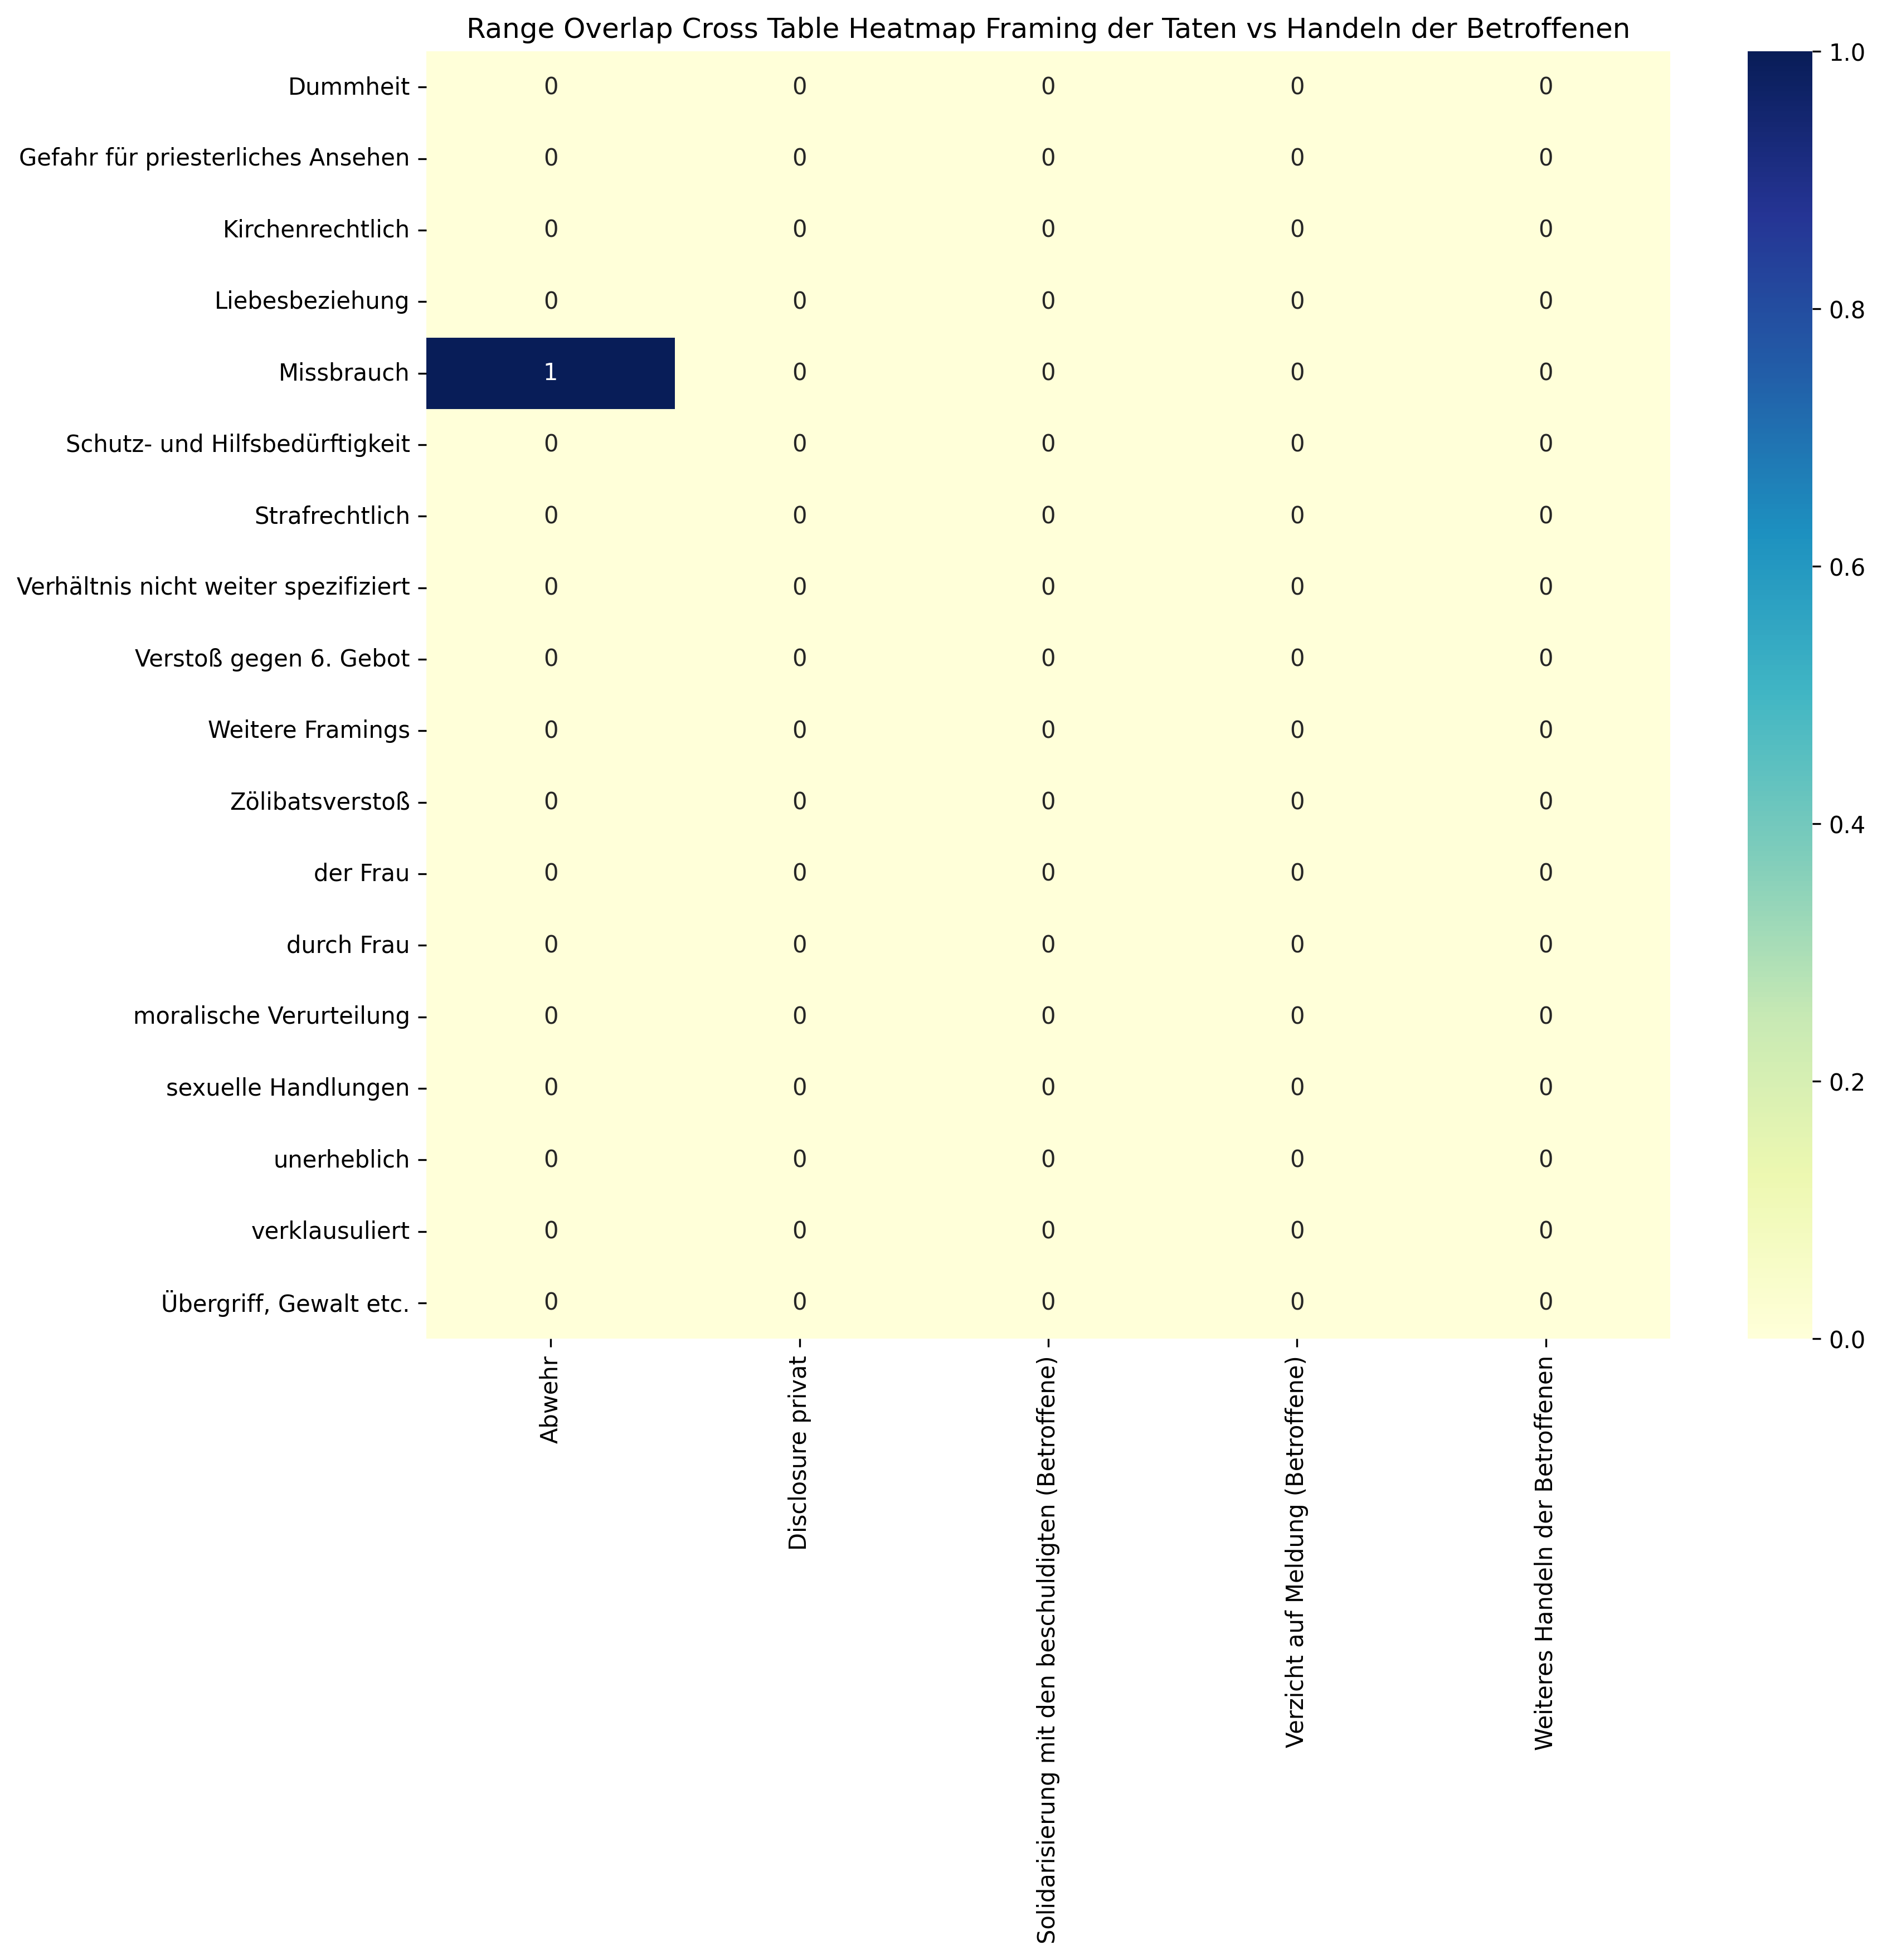 Range Overlap Cross Table Heatmap Framing der Taten vs Handeln der Betroffenen
Dummheit 0 0 0 0 0
Gefahr für priesterliches Ansehen 0 0 0 0 0
Kirchenrechtlich 0 0 0 0 0
Liebesbeziehung 0 0 0 0 0
Missbrauch 1 0 0 0 0
Schutz- und Hilfsbedürftigkeit 0 0 0 0 0
Strafrechtlich 0 0 0 0 0
Verhältnis nicht weiter spezifiziert 0 0 0 0 0
Verstoß gegen 6. Gebot 0 0 0 0 0
Weitere Framings 0 0 0 0 0
Zölibatsverstoß 0 0 0 0 0
der Frau 0 0 0 0 0
durch Frau 0 0 0 0 0
moralische Verurteilung 0 0 0 0 0
sexuelle Handlungen 0 0 0 0 0
unerheblich 0 0 0 0 0
verklausuliert 0 0 0 0 0
Übergriff, Gewalt etc. 0 0 0 0 0
Abwehr
Disclosure privat
Solidarisierung mit den beschuldigten (Betroffene)
Verzicht auf Meldung (Betroffene)
Weiteres Handeln der Betroffenen
1.0
0.8
0.6
0.4
0.2
0.0